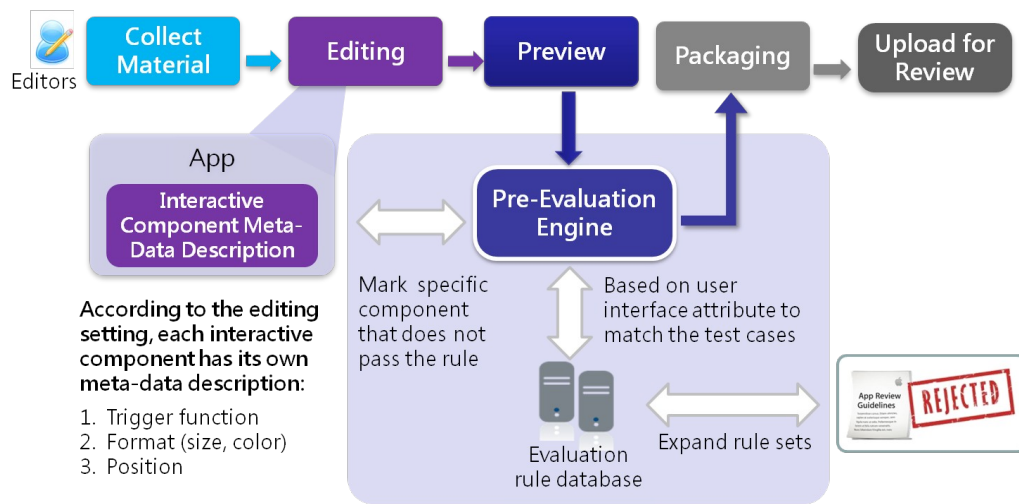 Editors
Collect
Material
Editing
Preview
Packaging
Upload for
Review
App
Interactive
Component Meta-
Data Description
Pre-Evaluation
Engine
According to the editing
setting, each interactive
component has its own
meta-data description:
1. Trigger function
2. Format (size, color)
3. Position
Mark specific
component
that does not
pass the rule
Based on user
interface attribute to
match the test cases
Evaluation
rule database
Expand rule sets
App Review
Guidelines
REJECTED